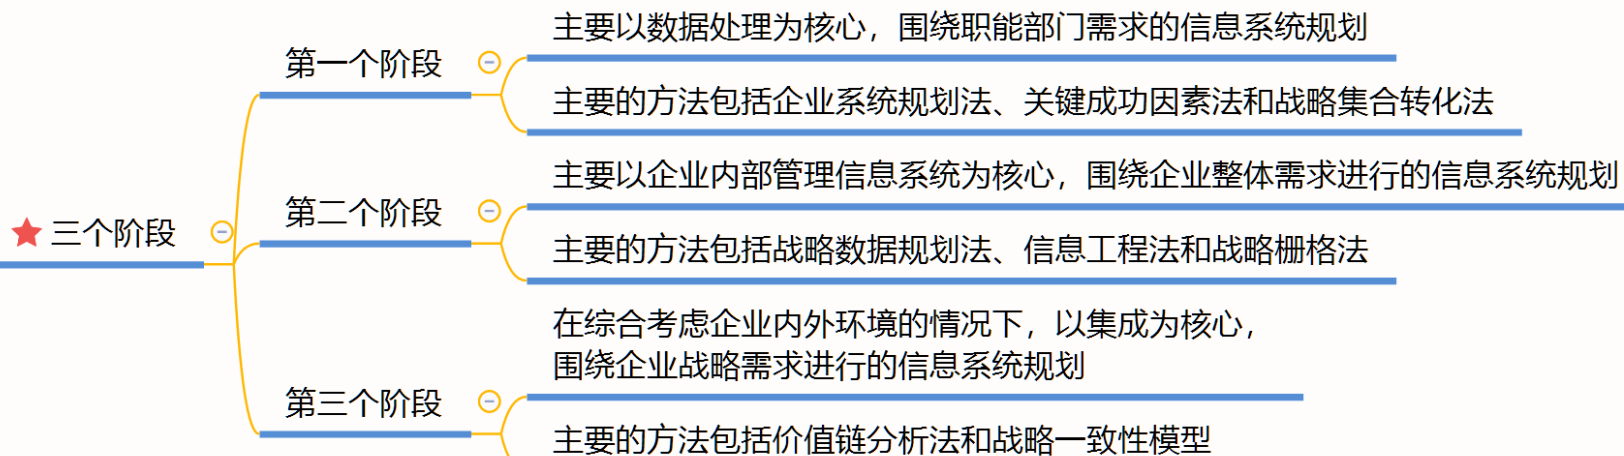 三个阶段
第一个阶段
主要以数据处理为核心，围绕职能部门需求的信息系统规划
主要的方法包括企业系统规划法、关键成功因素法和战略集合转化法
第二个阶段
主要以企业内部管理信息系统为核心，围绕企业整体需求进行的信息系统规划
主要的方法包括战略数据规划法、信息工程法和战略栅格法
第三个阶段
在综合考虑企业内外环境的情况下，以集成为核心，
围绕企业战略需求进行的信息系统规划
主要的方法包括价值链分析法和战略一致性模型